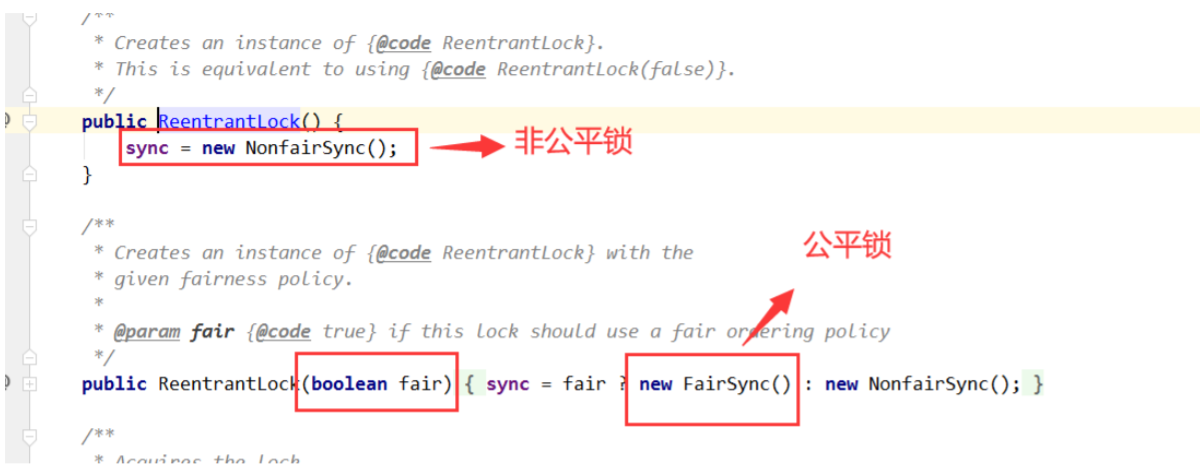 /**
* Creates an instance of {@code ReentrantLock}.
* This is equivalent to using {@code ReentrantLock(false)}.
*/
public ReentrantLock() {
sync = new NonfairSync(); 非公平锁
}
/**
* Creates an instance of {@code ReentrantLock} with the
* given fairness policy. 公平锁
*
* @param fair {@code true} if this lock should use a fair ordering policy
*/
public ReentrantLock(boolean fair) { sync = fair ? new FairSync() : new NonfairSync(); }
/**
* Acquires the lock